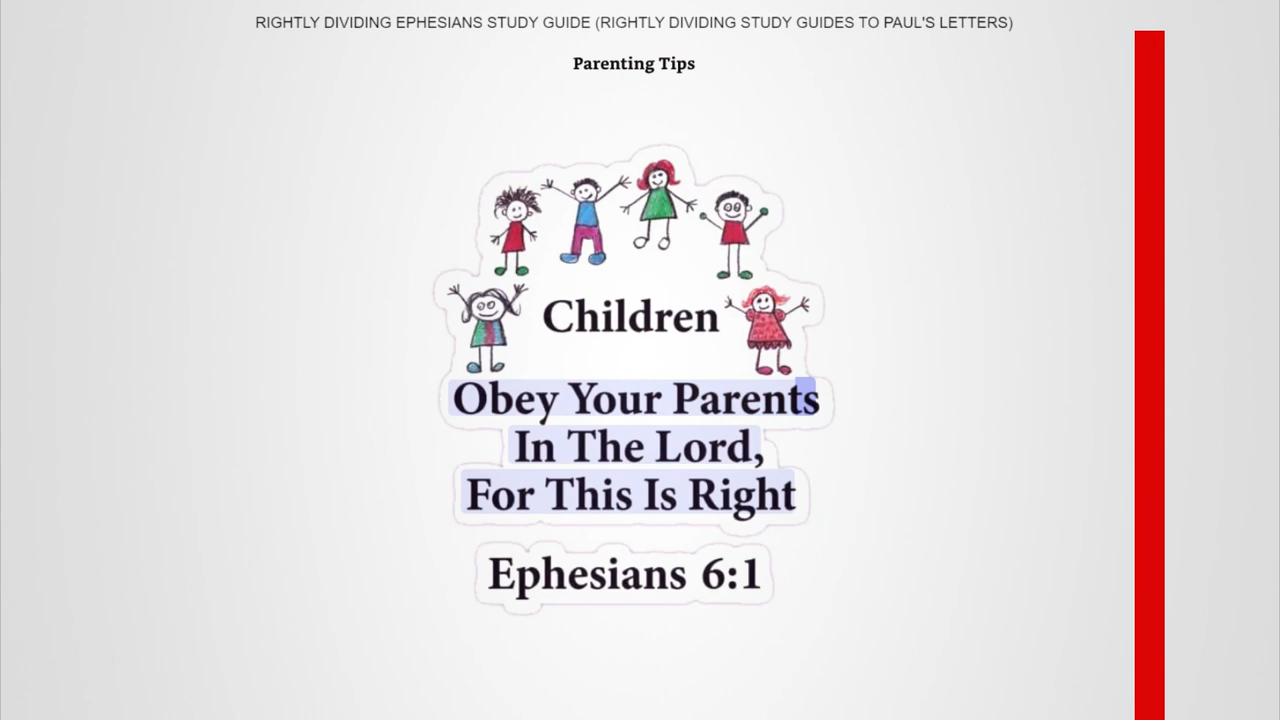 RIGHTLY DIVIDING EPHESIANS STUDY GUIDE (RIGHTLY DIVIDING STUDY GUIDES TO PAUL'S LETTERS)
Parenting Tips
Children
Obey Your Parents
In The Lord,
For This Is Right
Ephesians 6:1